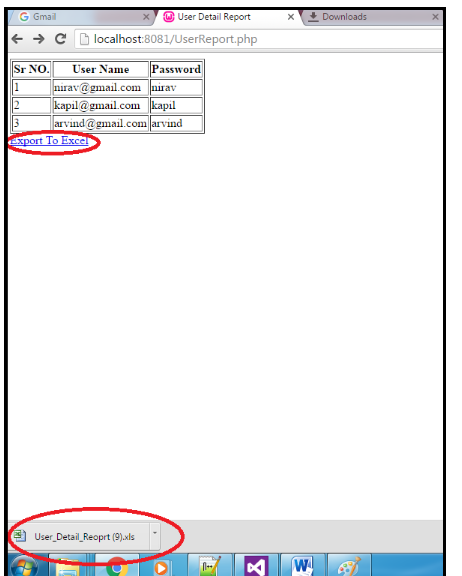 Gmail × User Detail Report × Downloads ×
localhost:8081/UserReport.php
Sr NO. User Name Password
1 nirav@gmail.com nirav
2 kapil@gmail.com kapil
3 arvind@gmail.com arvind
Export To Excel
User_Detail_Reoprt (9).xls